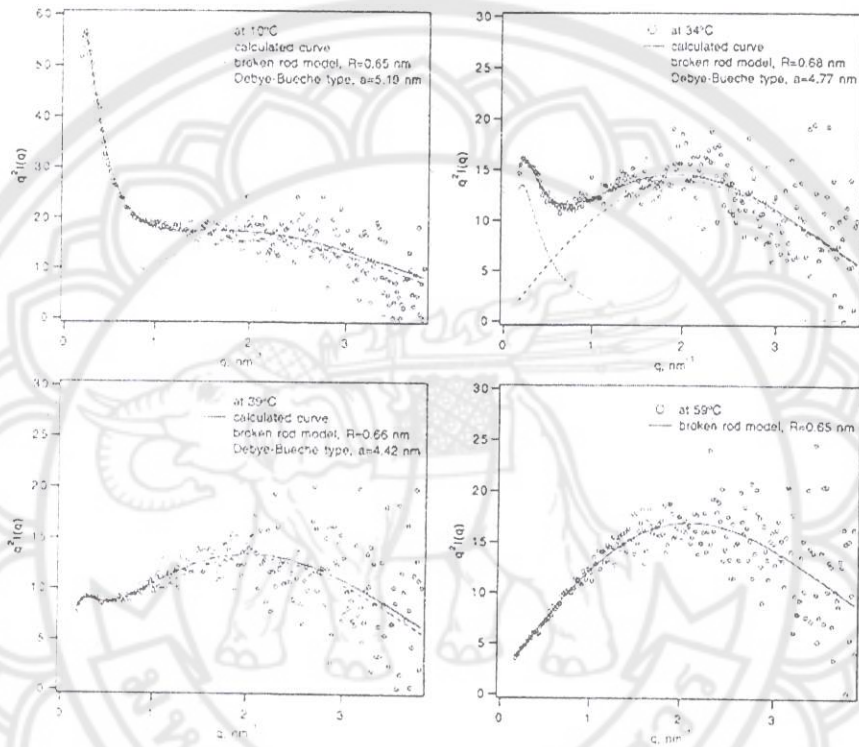 at 10°C
calculated curve
broken rod model, R=0.65 nm
Debye-Bueche type, a=5.19 nm
60
50
40
30
20
10
0
q²I(q)
0
1
2
3
q, nm⁻¹
at 34°C
calculated curve
broken rod model, R=0.68 nm
Debye-Bueche type, a=4.77 nm
30
25
20
15
10
5
0
q²I(q)
0
1
2
3
q, nm⁻¹
at 39°C
calculated curve
broken rod model, R=0.66 nm
Debye-Bueche type, a=4.42 nm
30
25
20
15
10
5
0
q²I(q)
0
1
2
3
q, nm⁻¹
at 59°C
broken rod model, R=0.65 nm
30
25
20
15
10
5
0
q²I(q)
0
1
2
3
q, nm⁻¹